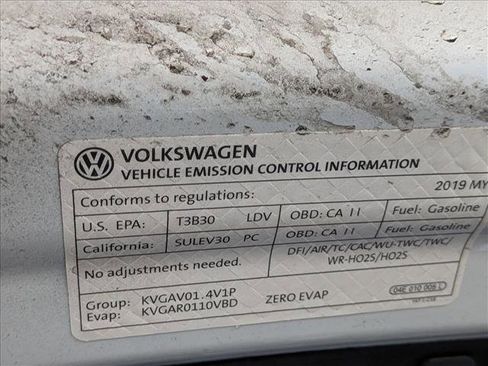 VOLKSWAGEN
VEHICLE EMISSION CONTROL INFORMATION
Conforms to regulations: 2019 MY
U.S. EPA: T3B30 LDV OBD: CA II Fuel: Gasoline
California: SULEV30 PC OBD: CA II Fuel: Gasoline
No adjustments needed. DFI/AIR/TC/CAC/WU-TWC/TWC/
WR-HO2S/HO2S
Group: KVGAV01.4V1P
Evap: KVGAR0110VBD ZERO EVAP
04E 010 006 L